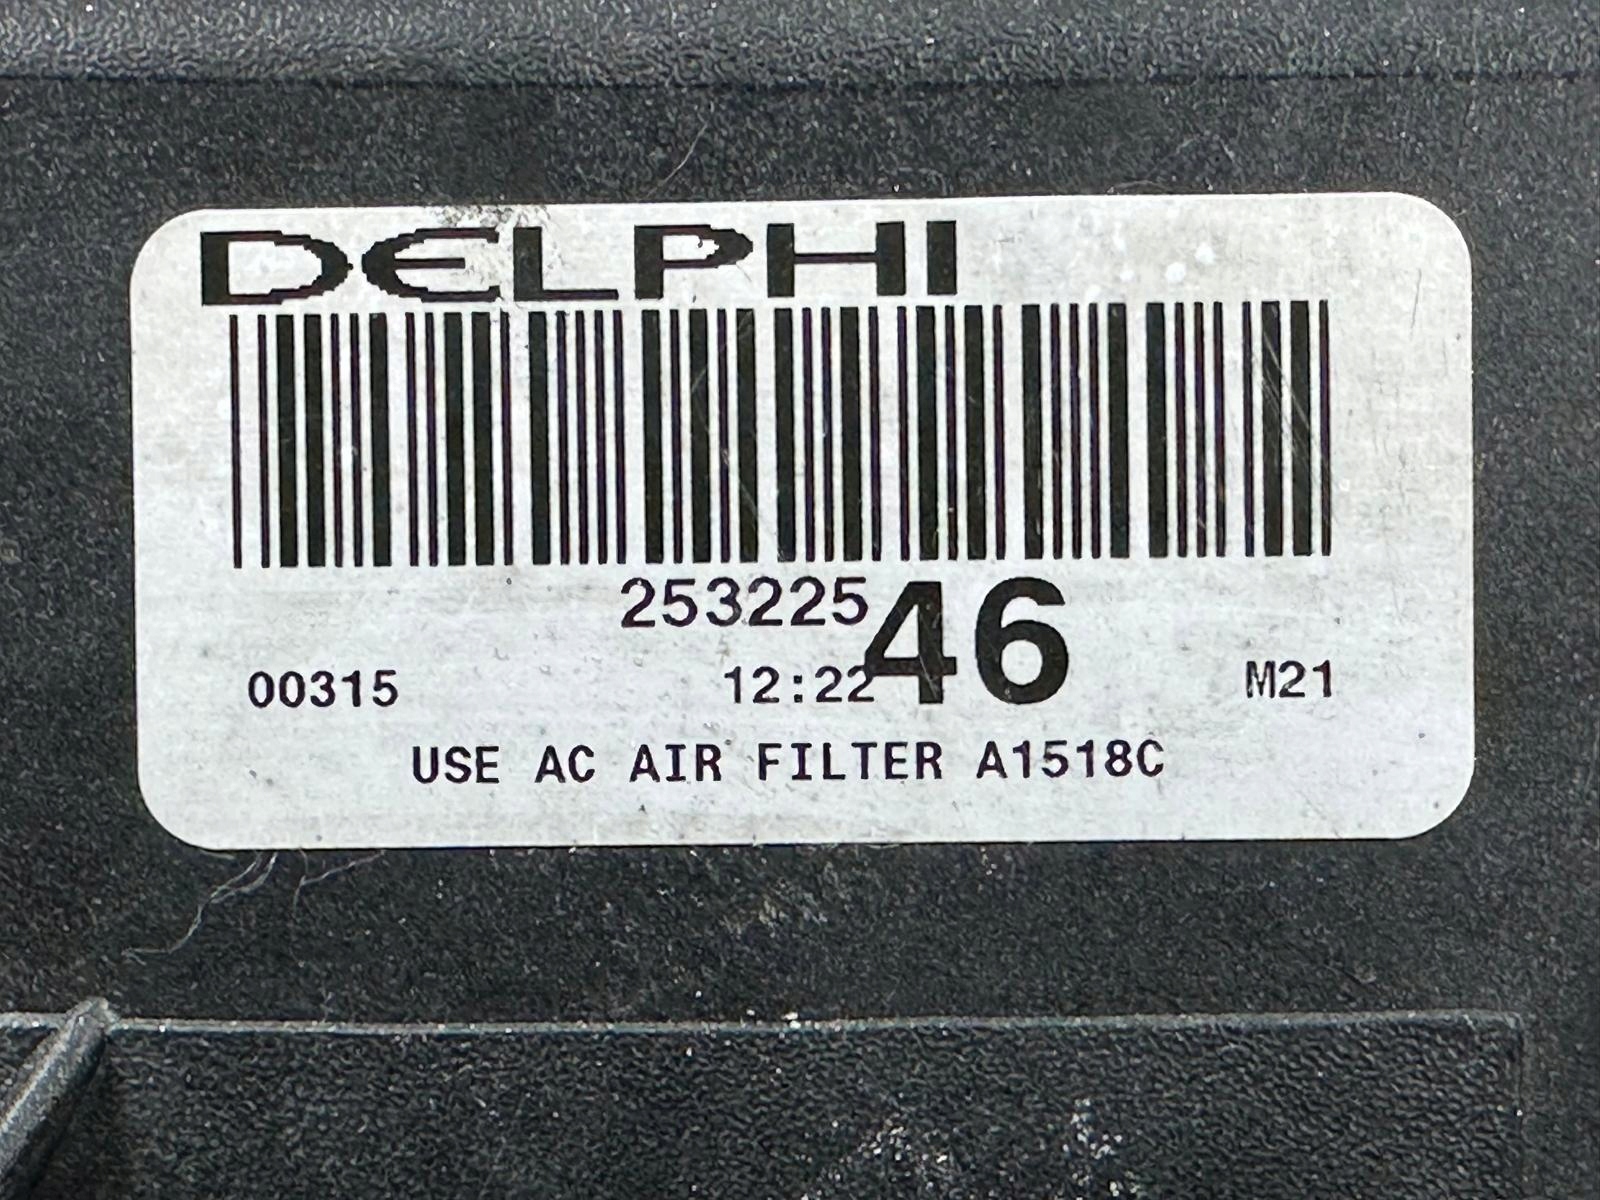 DELPHI
25322546
00315 12:22 M21
USE AC AIR FILTER A1518C